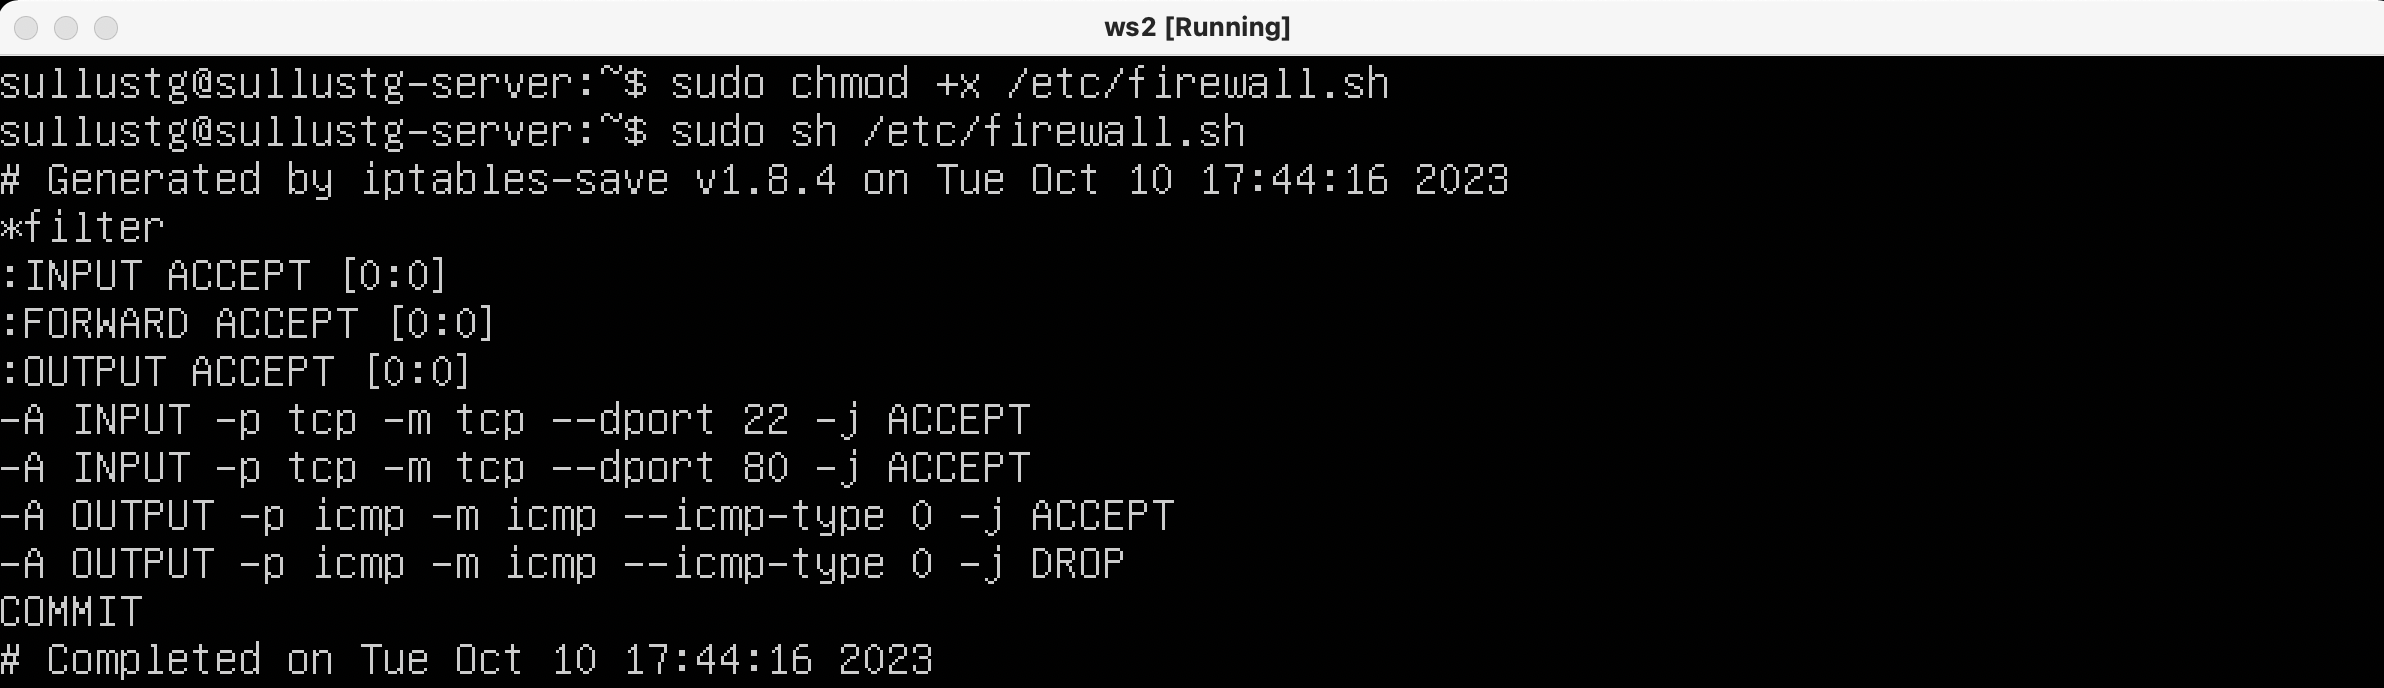 ws2 [Running]
sullustg@sullustg-server:~$ sudo chmod +x /etc/firewall.sh
sullustg@sullustg-server:~$ sudo sh /etc/firewall.sh
# Generated by iptables-save v1.8.4 on Tue Oct 10 17:44:16 2023
*filter
:INPUT ACCEPT [0:0]
:FORWARD ACCEPT [0:0]
:OUTPUT ACCEPT [0:0]
-A INPUT -p tcp -m tcp --dport 22 -j ACCEPT
-A INPUT -p tcp -m tcp --dport 80 -j ACCEPT
-A OUTPUT -p icmp -m icmp --icmp-type 0 -j ACCEPT
-A OUTPUT -p icmp -m icmp --icmp-type 0 -j DROP
COMMIT
# Completed on Tue Oct 10 17:44:16 2023